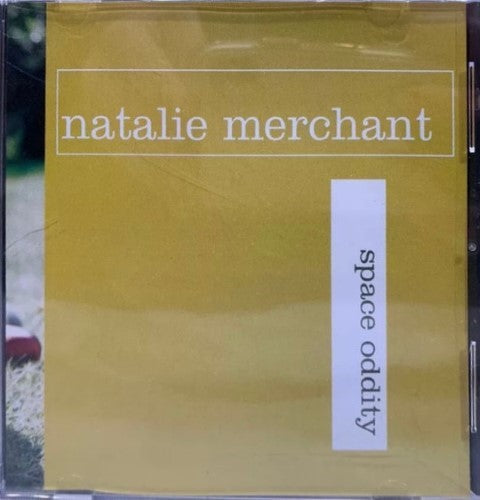 natalie merchant
space oddity